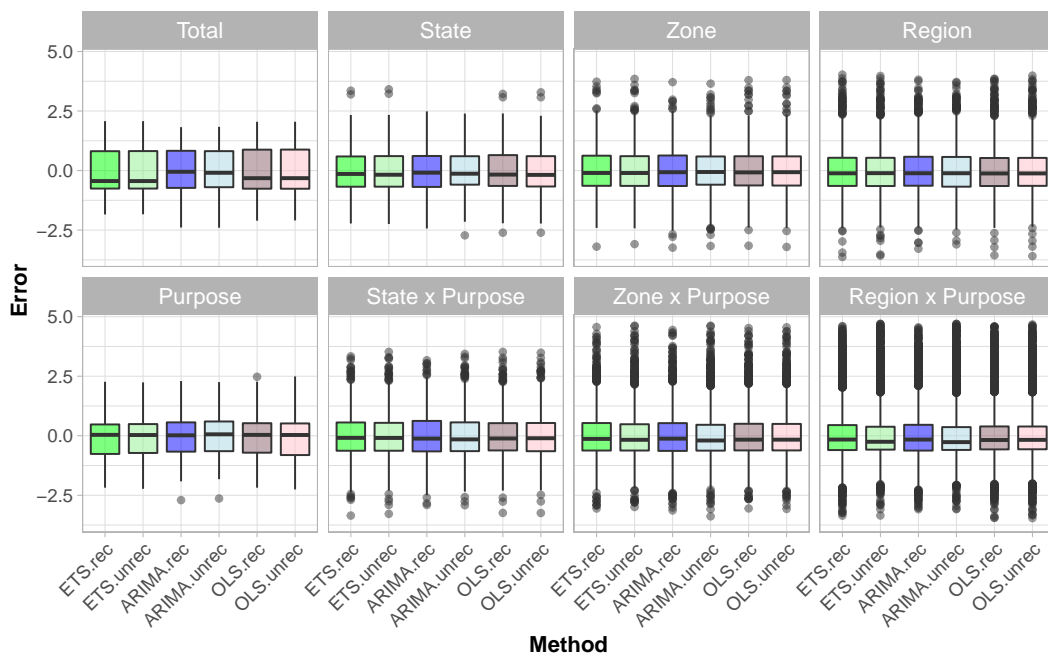 Total State Zone Region
5.0
2.5
0.0
−2.5
Purpose State x Purpose Zone x Purpose Region x Purpose
5.0
2.5
0.0
−2.5
Error
ETS.rec ETS.unrec ARIMA.rec ARIMA.unrec OLS.rec OLS.unrec ETS.rec ETS.unrec ARIMA.rec ARIMA.unrec OLS.rec OLS.unrec ETS.rec ETS.unrec ARIMA.rec ARIMA.unrec OLS.rec OLS.unrec ETS.rec ETS.unrec ARIMA.rec ARIMA.unrec OLS.rec OLS.unrec
Method